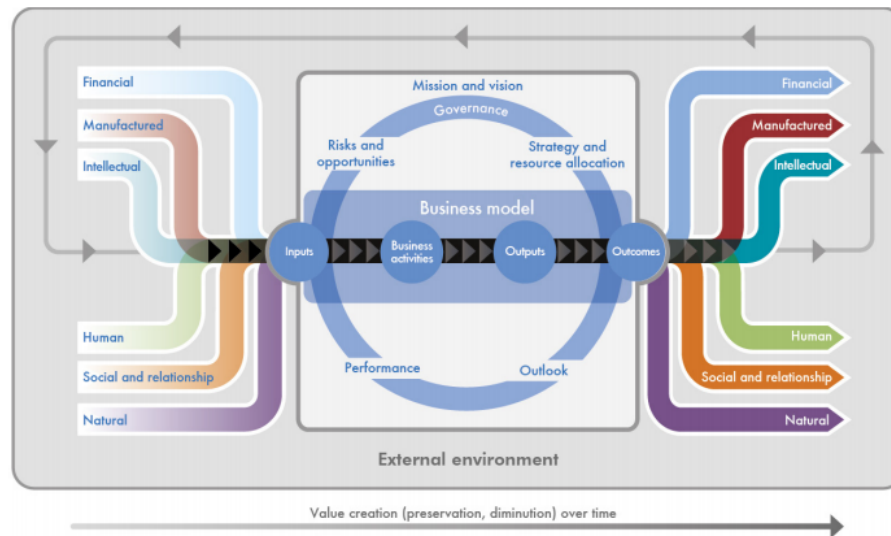 Financial
Manufactured
Intellectual
Human
Social and relationship
Natural
Mission and vision
Governance
Risks and
opportunities
Strategy and
resource allocation
Business model
Inputs
Business
activities
Outputs
Outcomes
Performance
Outlook
Financial
Manufactured
Intellectual
Human
Social and relationship
Natural
External environment
Value creation (preservation, diminution) over time